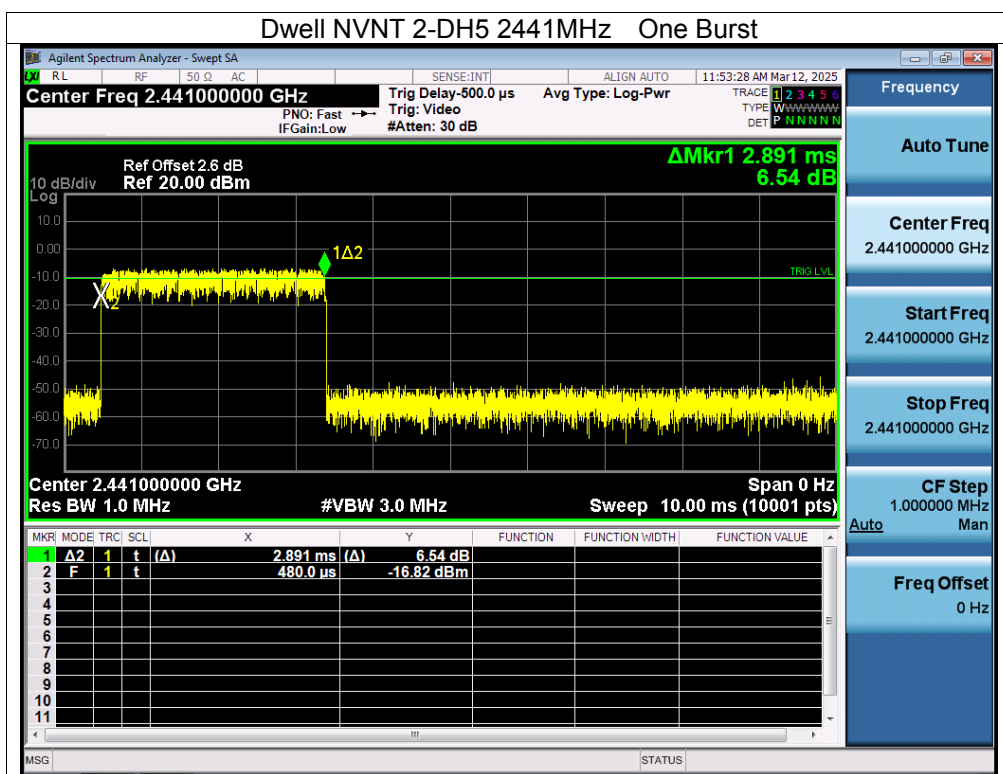 Dwell NVNT 2-DH5 2441MHz One Burst
Agilent Spectrum Analyzer - Swept SA
LXI RL RF 50 Ω AC SENSE:INT ALIGN AUTO 11:53:28 AM Mar 12, 2025
Center Freq 2.441000000 GHz Trig Delay-500.0 µs Avg Type: Log-Pwr TRACE 1 2 3 4 5 6
PNO: Fast Trig: Video TYPE WWWWWWW
IFGain:Low #Atten: 30 dB DET P N N N N N
Frequency
ΔMkr1 2.891 ms
6.54 dB
Ref Offset 2.6 dB
10 dB/div Ref 20.00 dBm
Log
10.0
0.00
-10.0
-20.0
-30.0
-40.0
-50.0
-60.0
-70.0
1Δ2
TRIG LVL
2
Center 2.441000000 GHz Span 0 Hz
Res BW 1.0 MHz #VBW 3.0 MHz Sweep 10.00 ms (10001 pts)
MKR MODE TRC SCL X Y FUNCTION FUNCTION WIDTH FUNCTION VALUE
1 Δ2 1 t (Δ) 2.891 ms (Δ) 6.54 dB
2 F 1 t 480.0 µs -16.82 dBm
3
4
5
6
7
8
9
10
11
MSG STATUS
Auto Tune
Center Freq
2.441000000 GHz
Start Freq
2.441000000 GHz
Stop Freq
2.441000000 GHz
CF Step
1.000000 MHz
Auto Man
Freq Offset
0 Hz